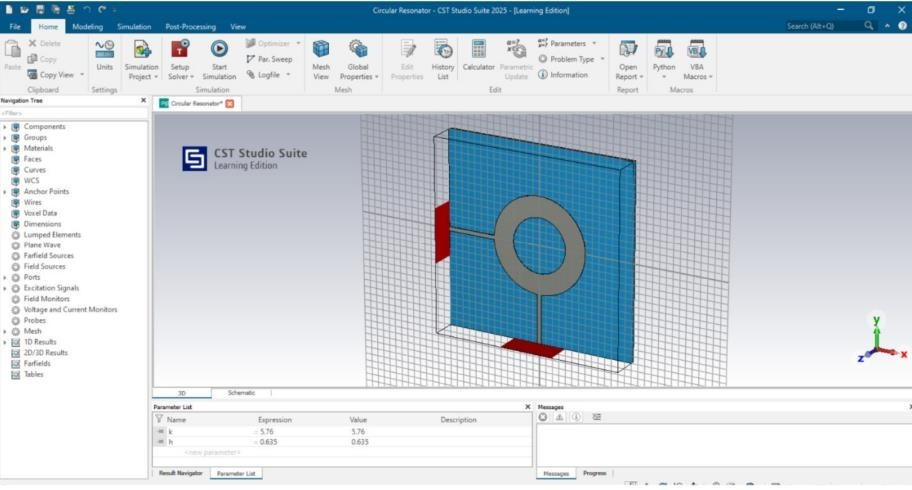 Circular Resonator - CST Studio Suite 2025 - [Learning Edition]
File Home Modeling Simulation Post-Processing View Search (Alt+Q)
Paste Delete Copy Copy View Clipboard
Units Settings
Simulation Project Setup Solver Start Simulation Optimizer Par. Sweep Logfile Simulation
Mesh View Global Properties Mesh
Edit Properties History List Calculator Parametric Update Parameters Problem Type Information Edit
Open Report Report
Python VBA Macros Macros
Navigation Tree
<Filter>
Circular Resonator*
Components
Groups
Materials
Faces
Curves
WCS
Anchor Points
Wires
Voxel Data
Dimensions
Lumped Elements
Plane Wave
Farfield Sources
Field Sources
Ports
Excitation Signals
Field Monitors
Voltage and Current Monitors
Probes
Mesh
1D Results
2D/3D Results
Farfields
Tables
CST Studio Suite
Learning Edition
y
z x
3D Schematic
Parameter List
Name Expression Value Description
k = 5.76 5.76
h = 0.635 0.635
<new parameter>
Result Navigator Parameter List
Messages
Messages Progress